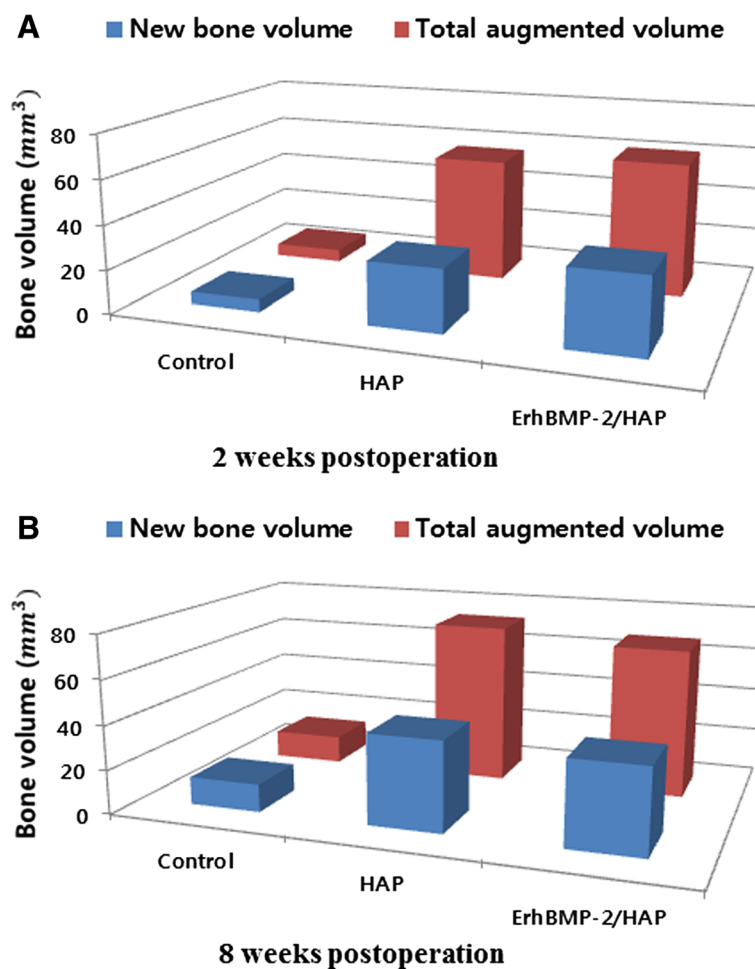 A
New bone volume Total augmented volume
Bone volume (mm³)
80
60
40
20
0
Control
HAP
ErhBMP-2/HAP
2 weeks postoperation
B
New bone volume Total augmented volume
Bone volume (mm³)
80
60
40
20
0
Control
HAP
ErhBMP-2/HAP
8 weeks postoperation